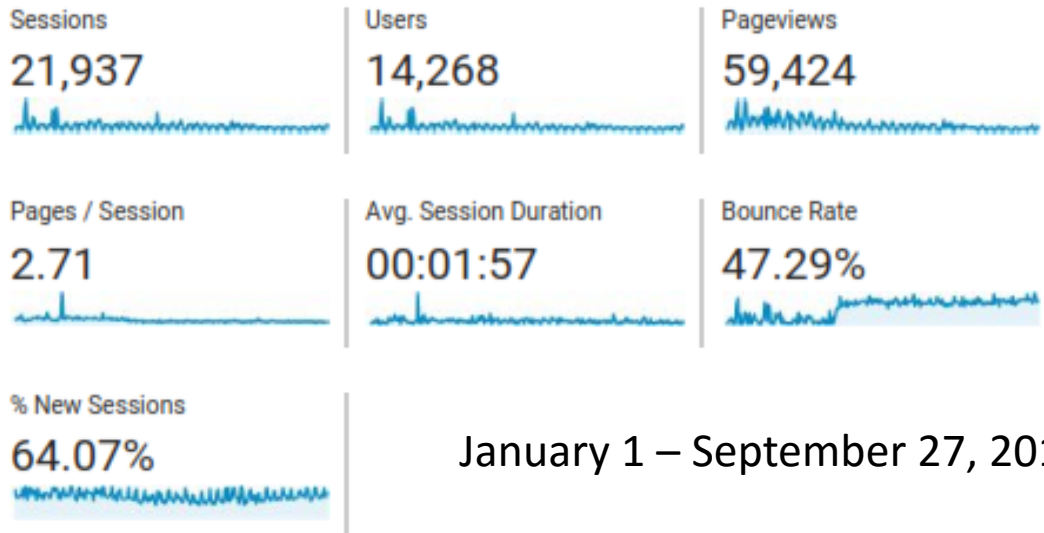 Sessions
21,937
Users
14,268
Pageviews
59,424
Pages / Session
2.71
Avg. Session Duration
00:01:57
Bounce Rate
47.29%
% New Sessions
64.07%
January 1 – September 27,